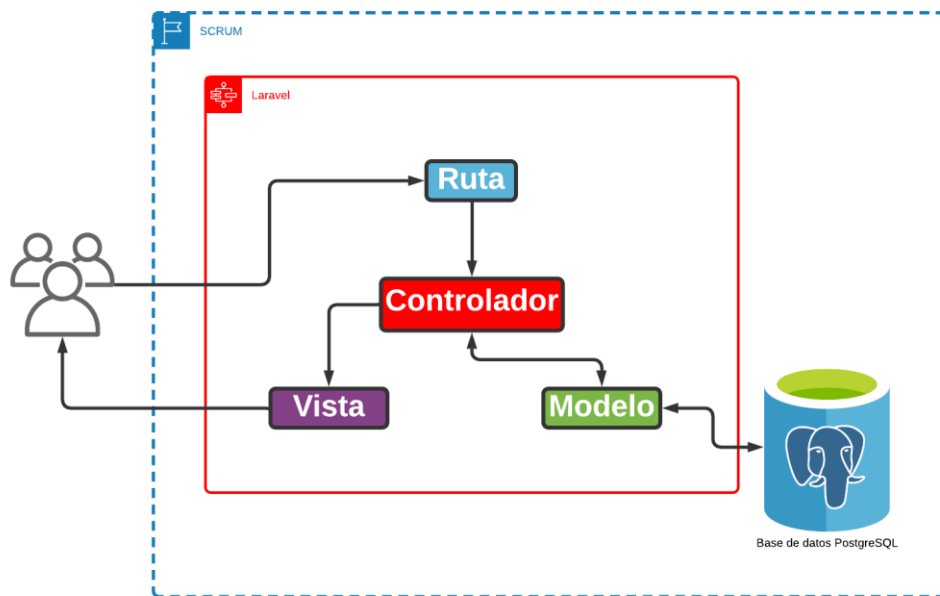 SCRUM
Laravel
Ruta
Controlador
Vista
Modelo
Base de datos PostgreSQL